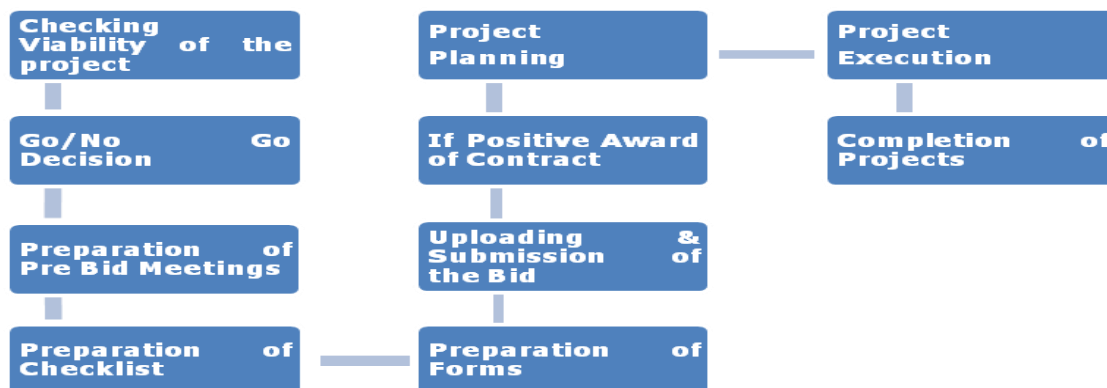 Checking
Viability of the
project
Go/No Go
Decision
Preparation of
Pre Bid Meetings
Preparation of
Checklist
Preparation of
Forms
Uploading &
Submission of
the Bid
If Positive Award
of Contract
Project
Planning
Project
Execution
Completion of
Projects